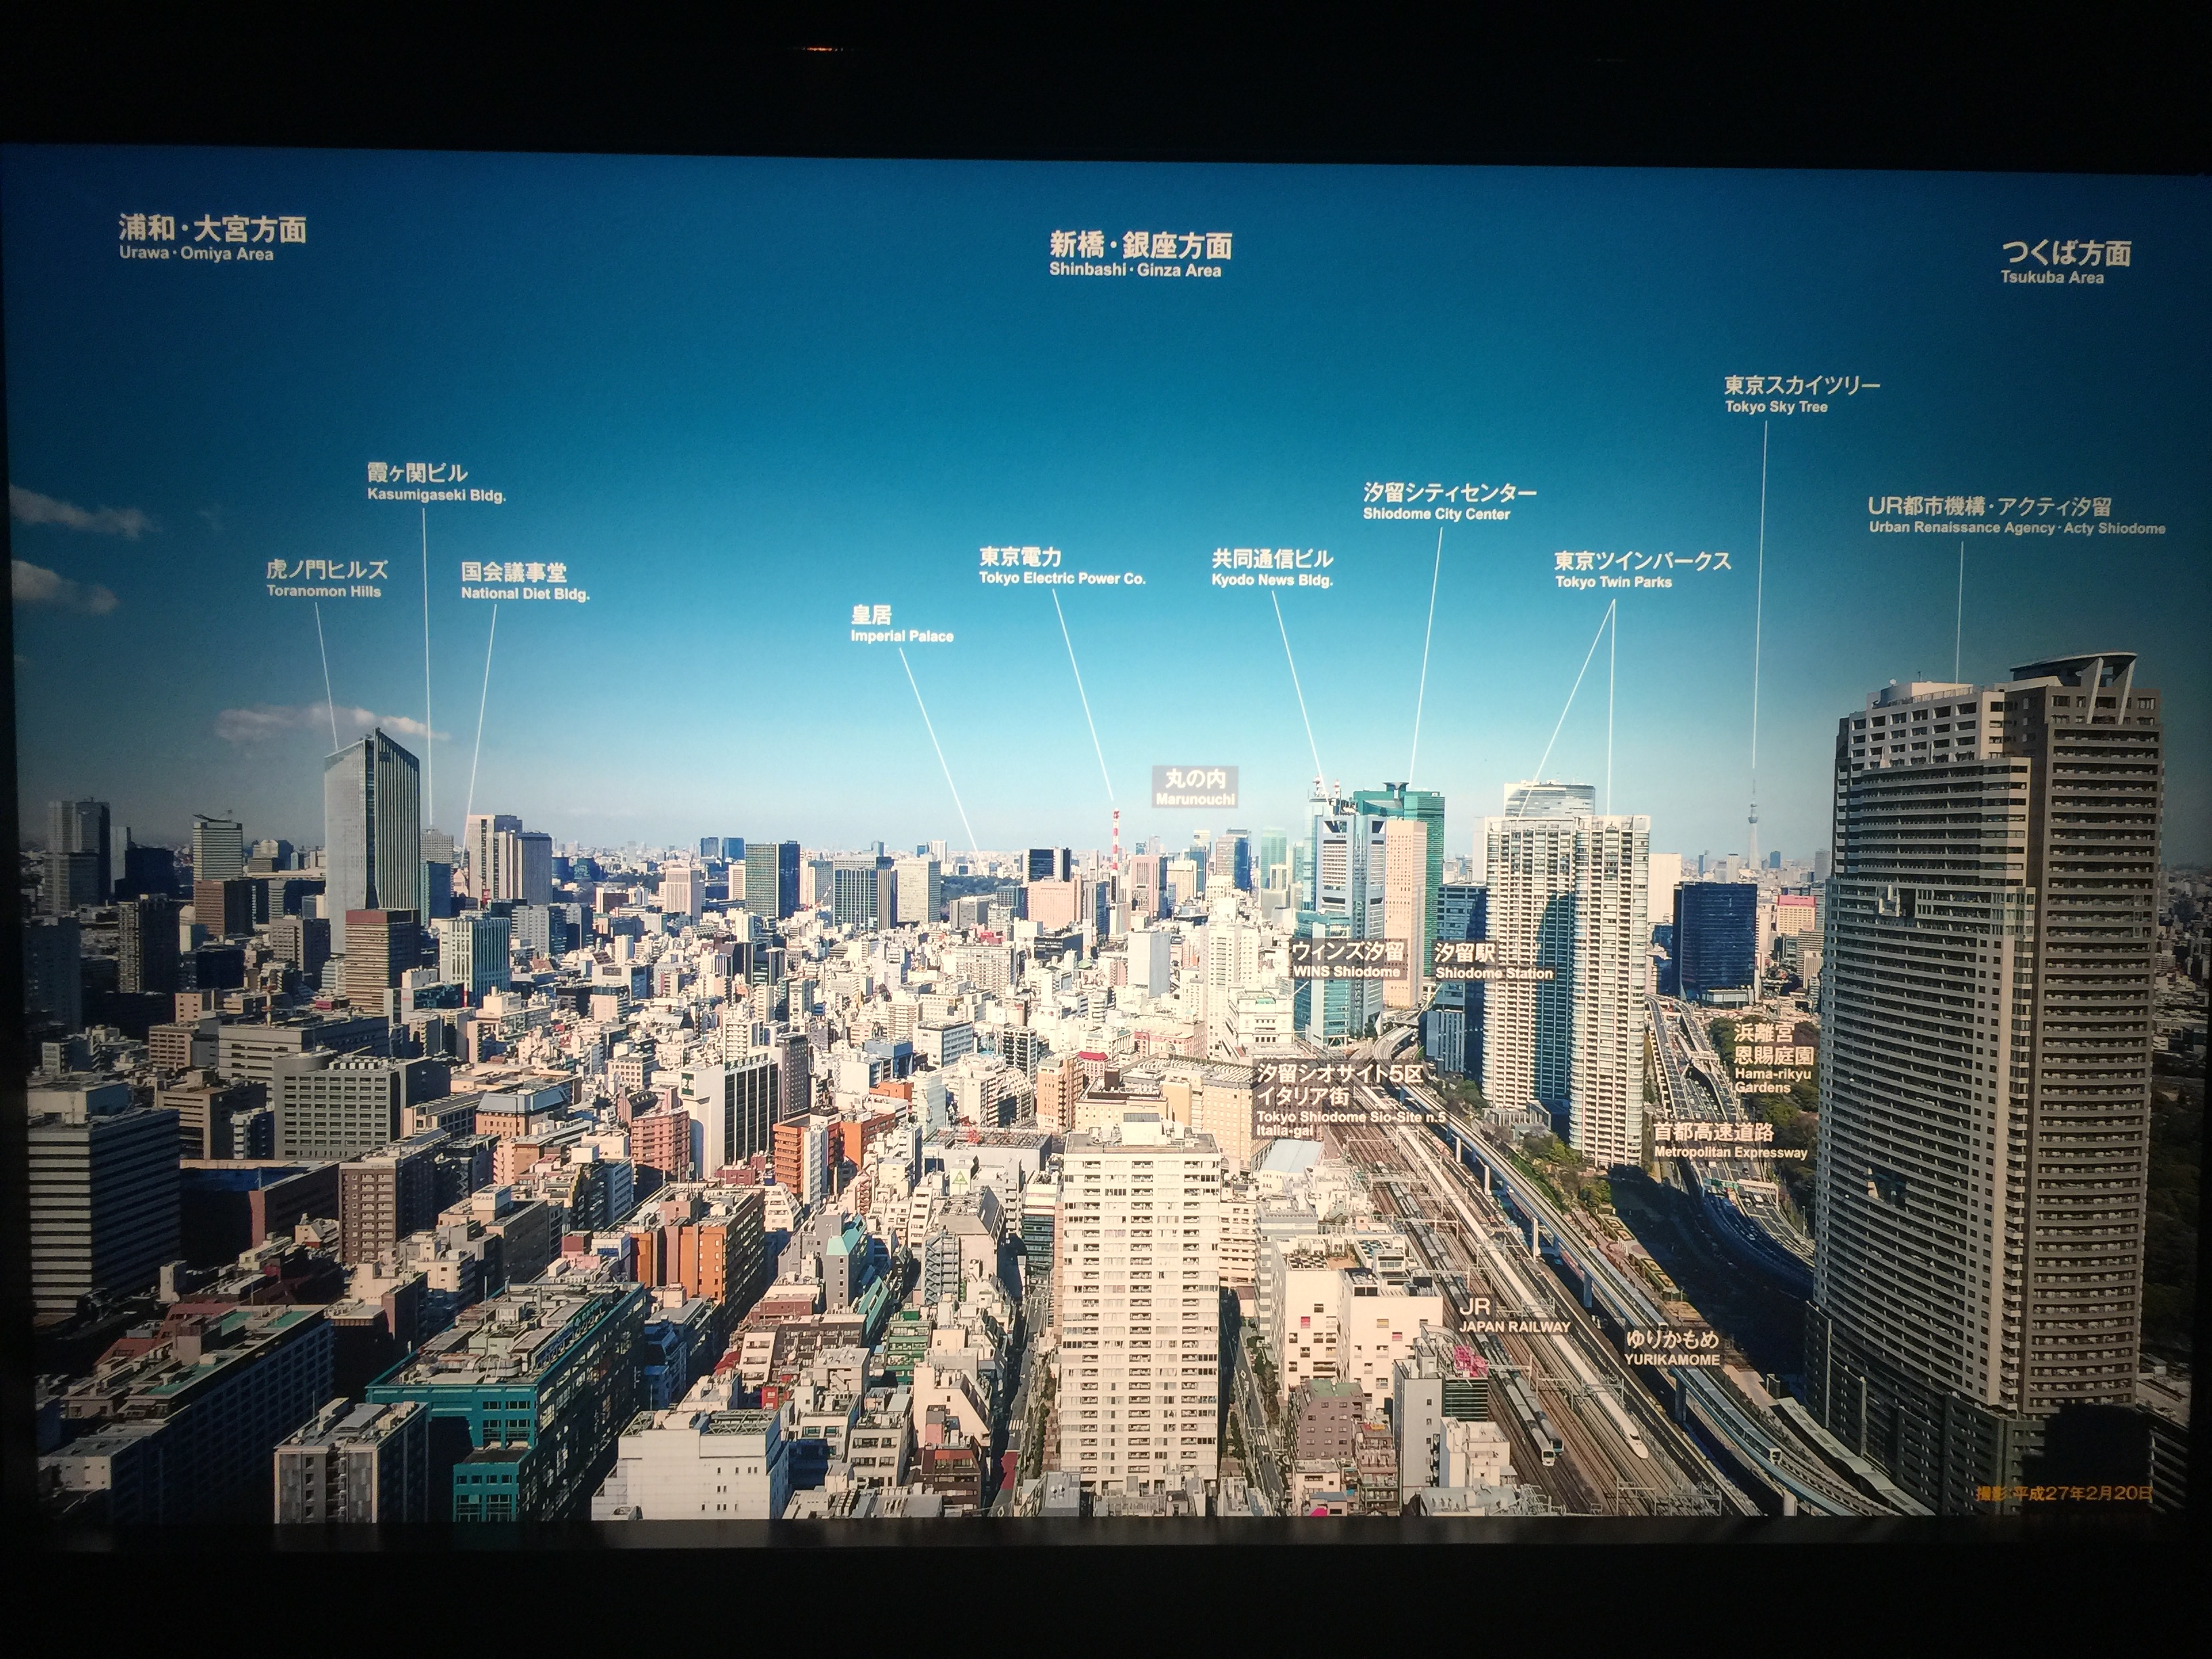 浦和・大宮方面
Urawa・Omiya Area
新橋・銀座方面
Shinbashi・Ginza Area
つくば方面
Tsukuba Area
東京スカイツリー
Tokyo Sky Tree
霞ヶ関ビル
Kasumigaseki Bldg.
汐留シティセンター
Shiodome City Center
UR都市機構・アクティ汐留
Urban Renaissance Agency・Acty Shiodome
虎ノ門ヒルズ
Toranomon Hills
国会議事堂
National Diet Bldg.
東京電力
Tokyo Electric Power Co.
共同通信ビル
Kyodo News Bldg.
東京ツインパークス
Tokyo Twin Parks
皇居
Imperial Palace
丸の内
Marunouchi
ウィンズ汐留
WINS Shiodome
汐留駅
Shiodome Station
浜離宮
恩賜庭園
Hama-rikyu
Gardens
汐留シオサイト5区
イタリア街
Tokyo Shiodome Sio-Site n.5
Italia-gai
首都高速道路
Metropolitan Expressway
JR
JAPAN RAILWAY
ゆりかもめ
YURIKAMOME
撮影:平成27年2月20日